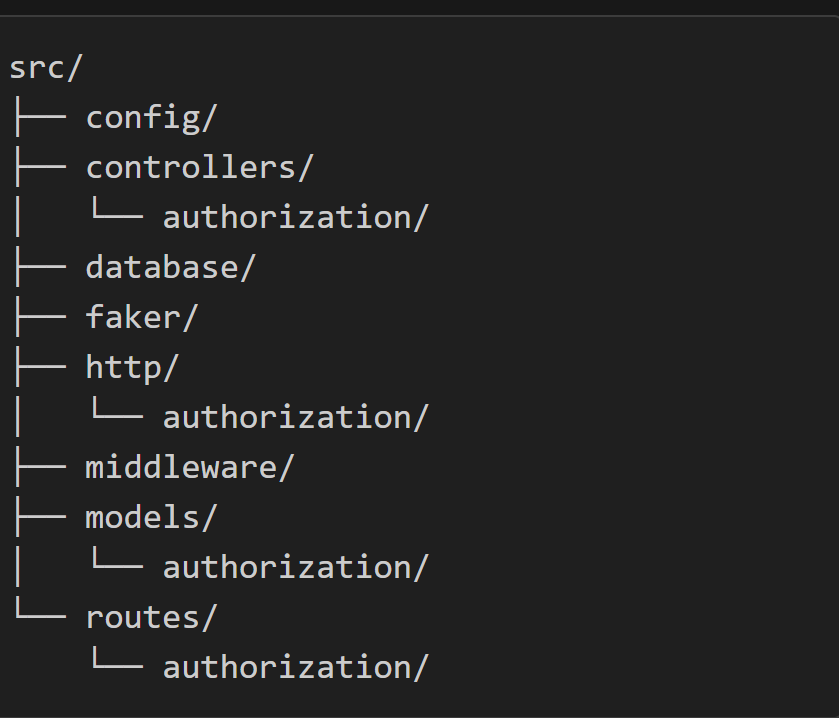 src/
├── config/
├── controllers/
│   └── authorization/
├── database/
├── faker/
├── http/
│   └── authorization/
├── middleware/
├── models/
│   └── authorization/
└── routes/
    └── authorization/